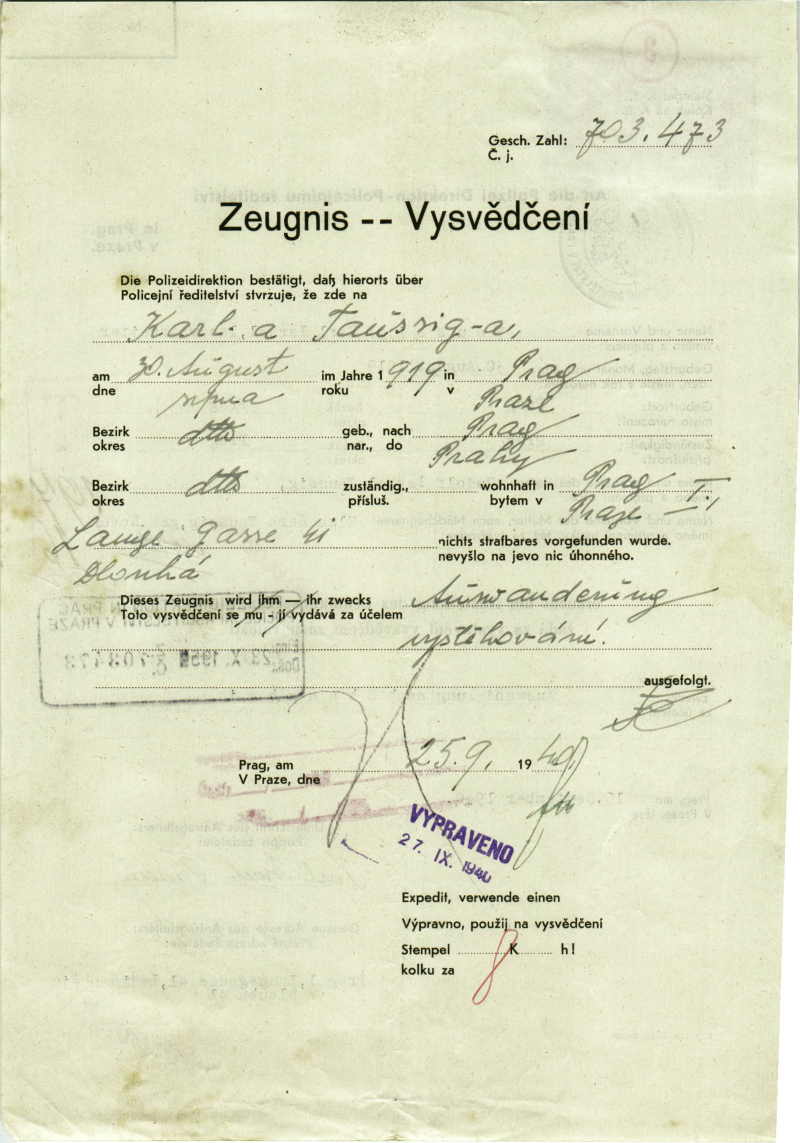 Gesch. Zahl: 703.473
Č. j.
Zeugnis -- Vysvědčení
Die Polizeidirektion bestätigt, daß hierorts über
Policejní ředitelství stvrzuje, že zde na
Karl-a Taussig-a,
am 30. August im Jahre 1919 in Prag
dne srpna roku v Praze
Bezirk dtto geb., nach Prag
okres nar., do Prahy
Bezirk dtto zuständig., wohnhaft in Prag
okres přísluš. bytem v Praze I.,
Lange Gasse 41 nichts strafbares vorgefunden wurde.
Dlouhá nevyšlo na jevo nic úhonného.
Dieses Zeugnis wird ihm — ihr zwecks Auswanderung
Toto vysvědčení se mu - jí vydává za účelem
vystěhování.
ausgefolgt.
Prag, am 25. 9. 1940
V Praze, dne
VYPRAVENO
27. IX. 1940
Expedit, verwende einen
Výpravno, použij na vysvědčení
Stempel 8 K h!
kolku za